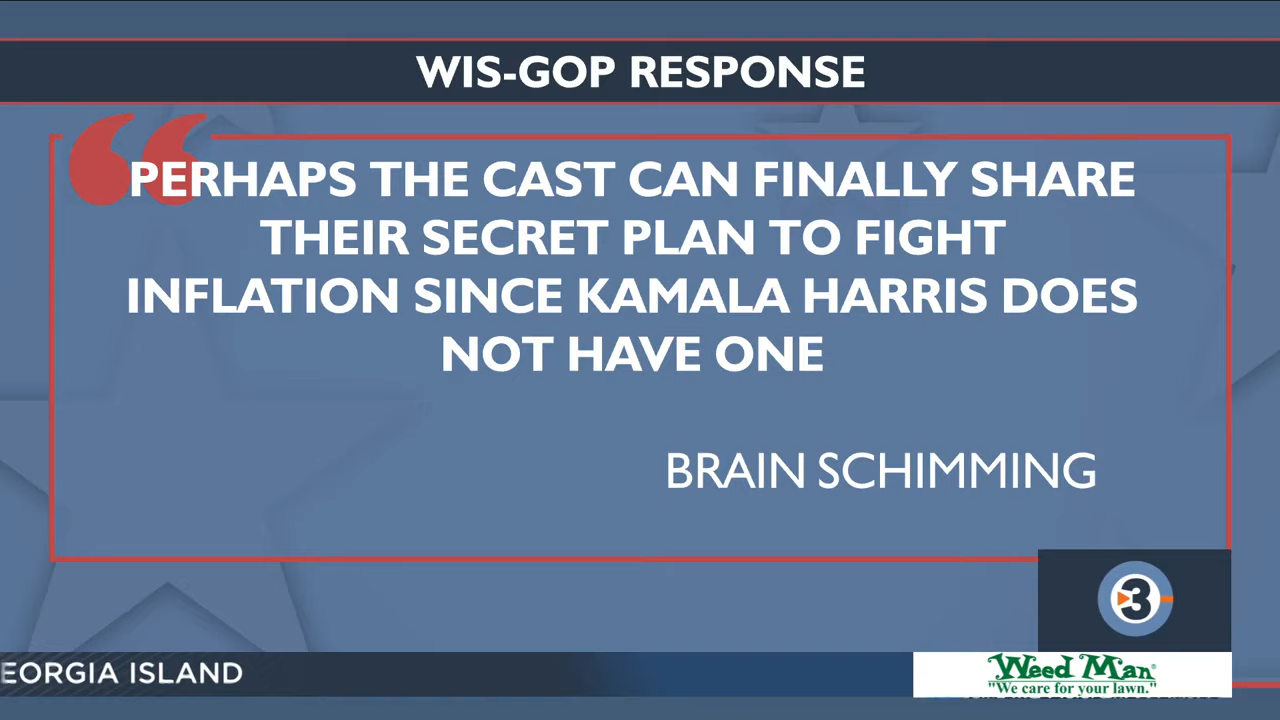 WIS-GOP RESPONSE
PERHAPS THE CAST CAN FINALLY SHARE
THEIR SECRET PLAN TO FIGHT
INFLATION SINCE KAMALA HARRIS DOES
NOT HAVE ONE
BRAIN SCHIMMING
3
EORGIA ISLAND
Weed Man®
"We care for your lawn."